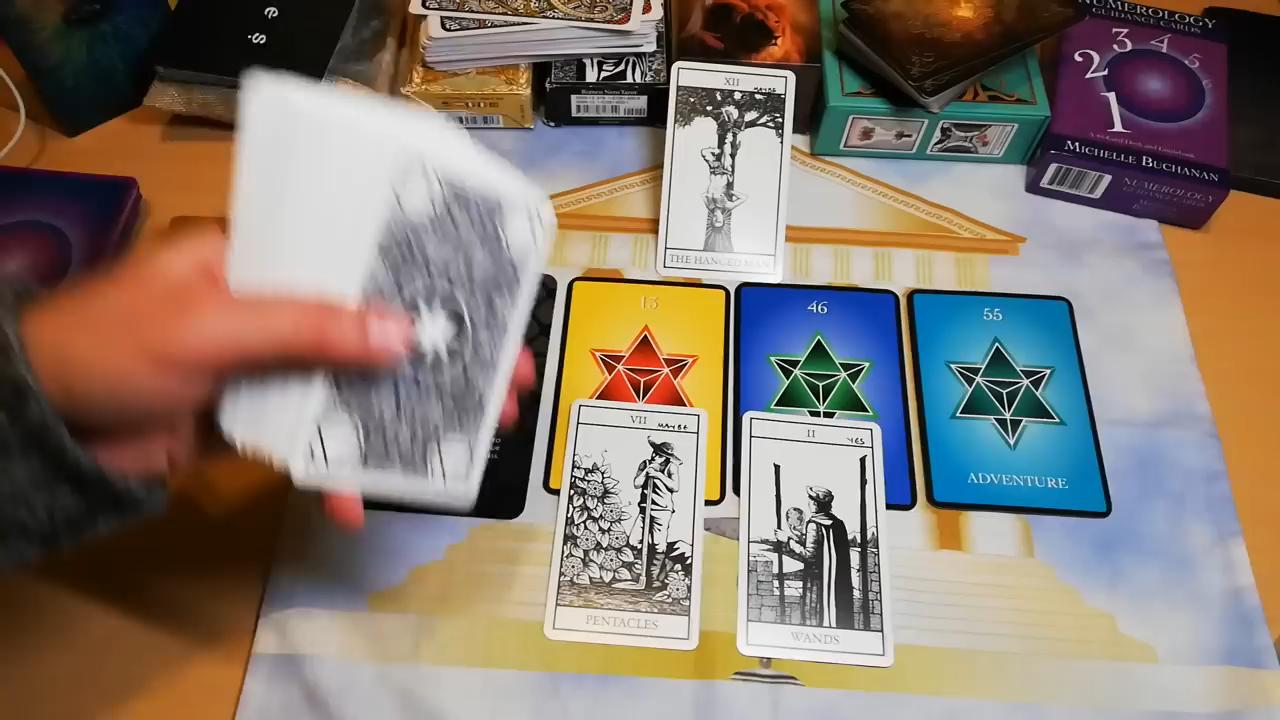 e.s!
XII
MAYBE
THE HANGED MAN
NUMEROLOGY
GUIDANCE CARDS
3
4
5
2
1
MICHELLE BUCHANAN
NUMEROLOGY
GUIDANCE CARDS
13
46
55
ADVENTURE
VII
MAYBE
PENTACLES
II
YES
WANDS